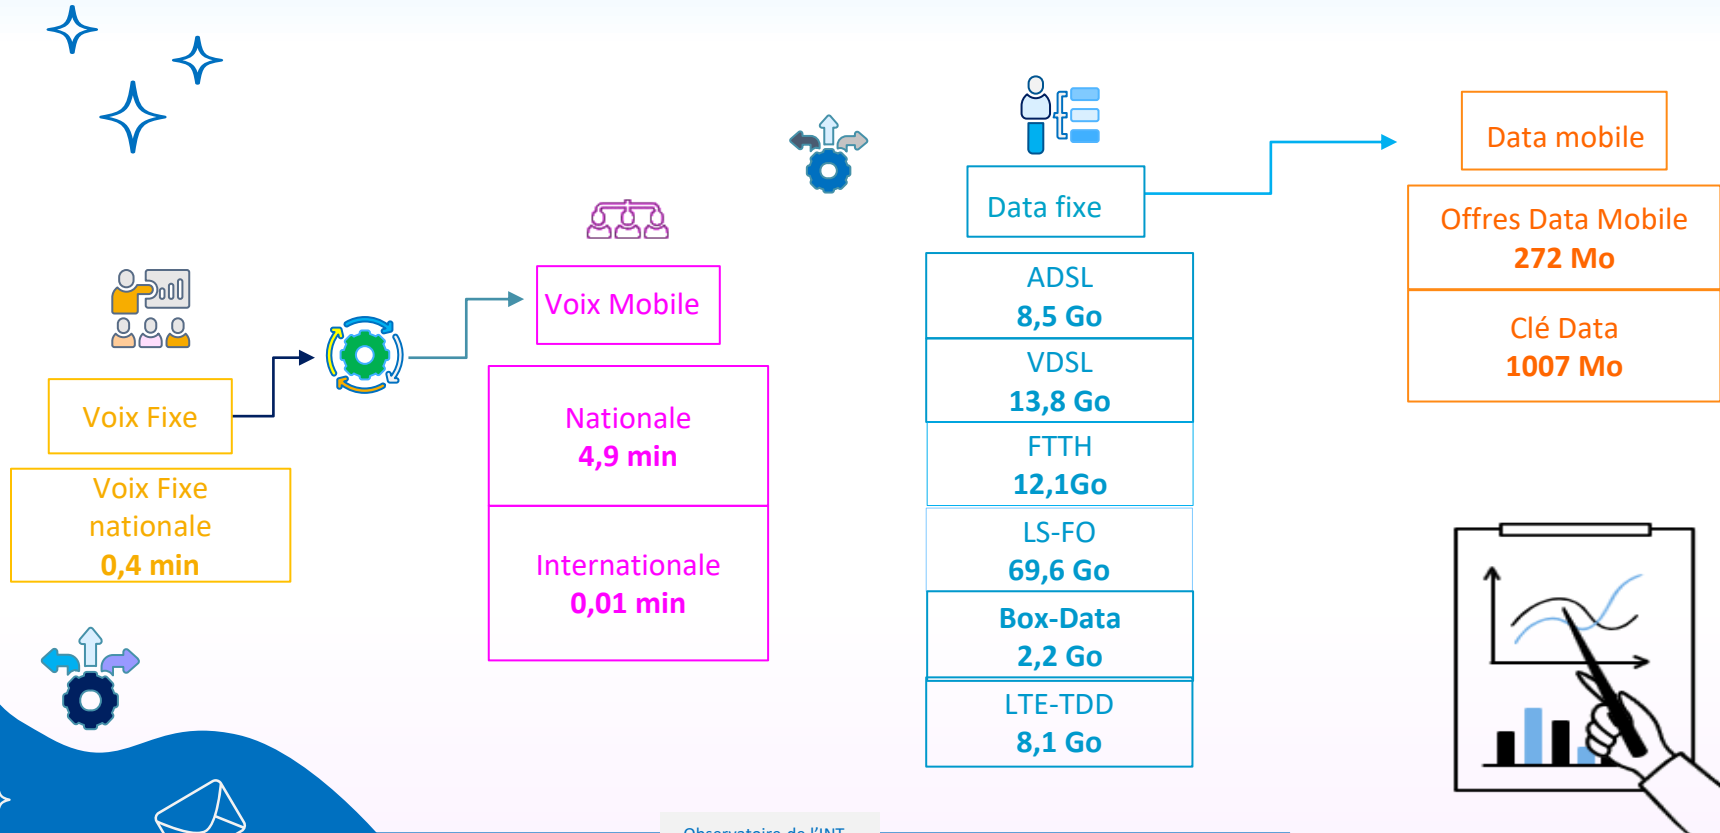 Voix Fixe
Voix Fixe
nationale
0,4 min
Voix Mobile
Nationale
4,9 min
Internationale
0,01 min
Data fixe
ADSL
8,5 Go
VDSL
13,8 Go
FTTH
12,1Go
LS-FO
69,6 Go
Box-Data
2,2 Go
LTE-TDD
8,1 Go
Data mobile
Offres Data Mobile
272 Mo
Clé Data
1007 Mo
Observatoire de l'INT